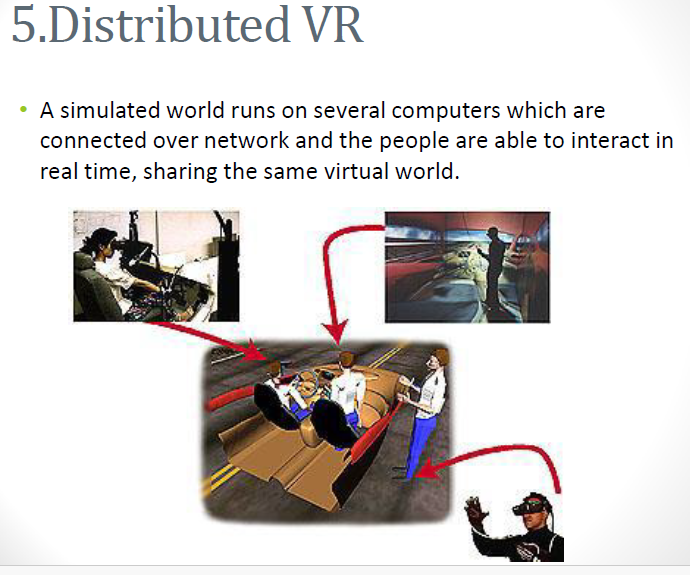 5.Distributed VR
• A simulated world runs on several computers which are
connected over network and the people are able to interact in
real time, sharing the same virtual world.